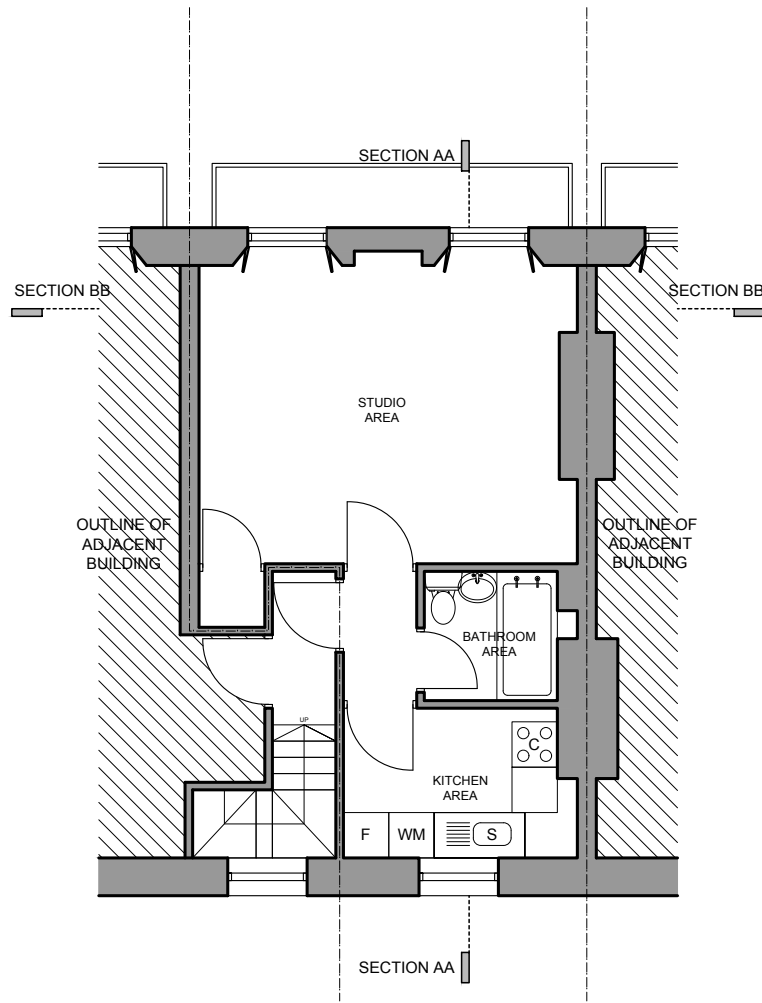 SECTION AA
SECTION BB
SECTION BB
STUDIO
AREA
OUTLINE OF
ADJACENT
BUILDING
OUTLINE OF
ADJACENT
BUILDING
BATHROOM
AREA
UP
C
KITCHEN
AREA
F
WM
S
SECTION AA